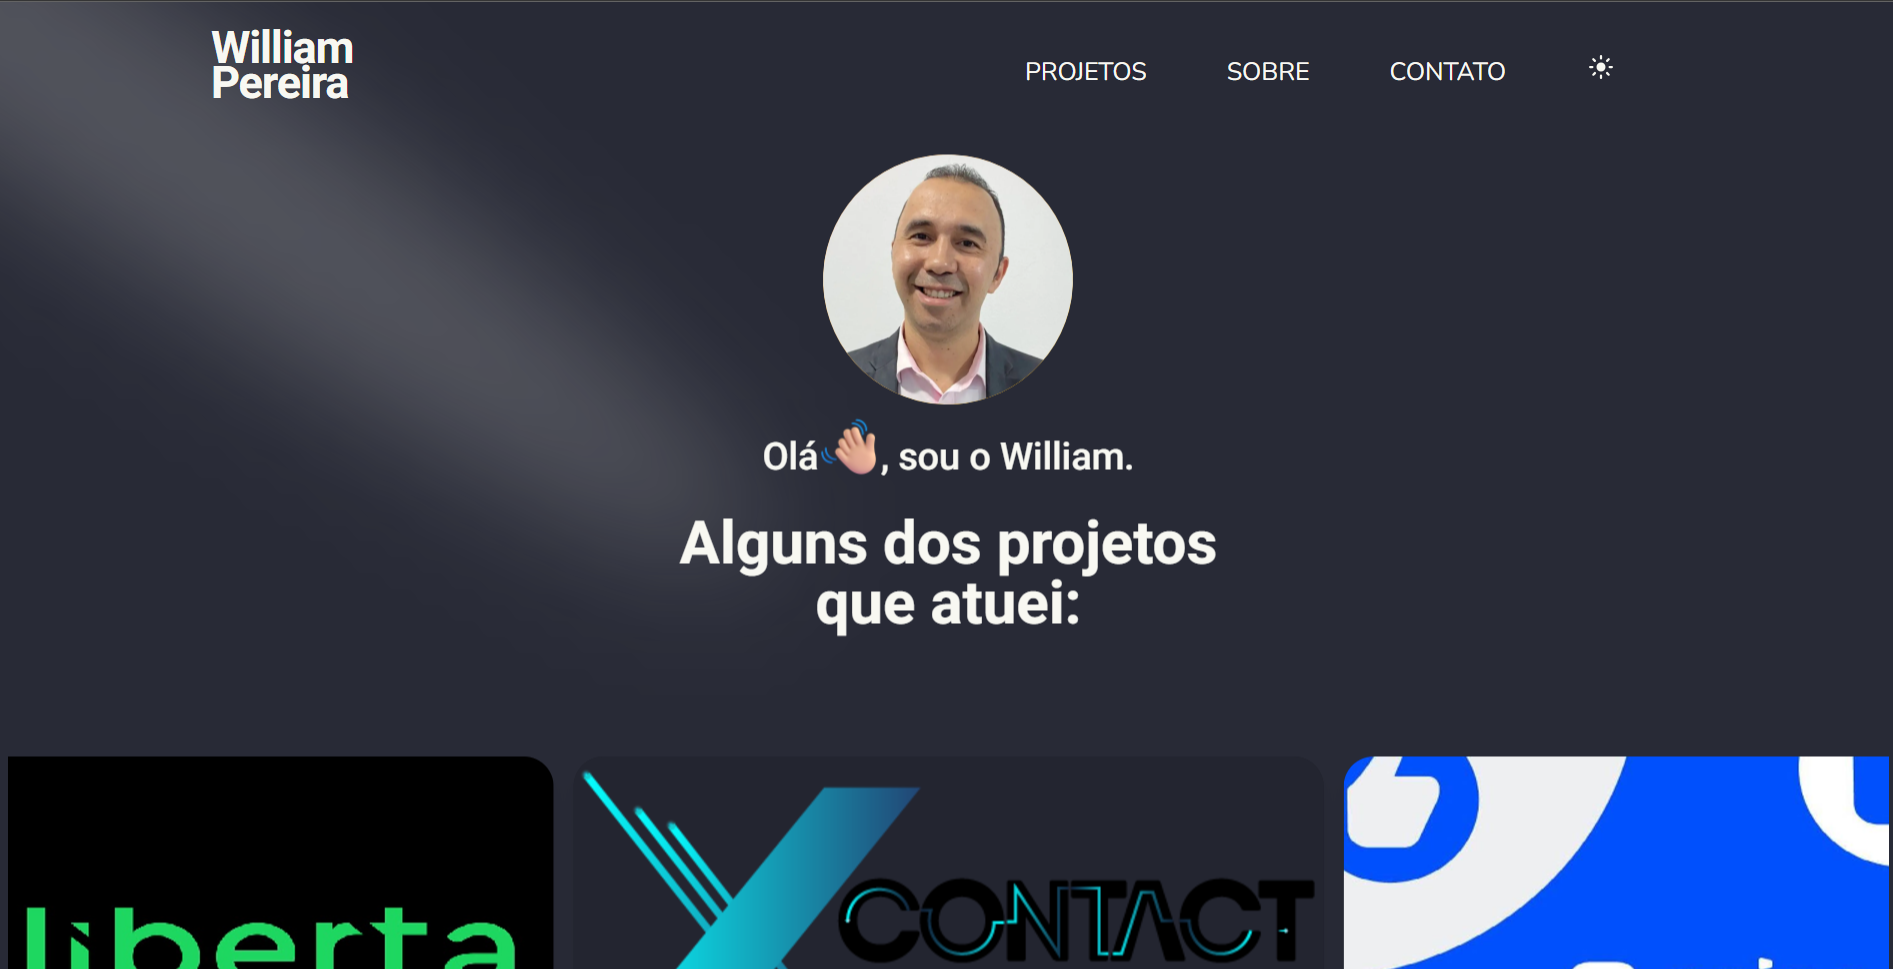 William
Pereira
PROJETOS
SOBRE
CONTATO
Olá👋, sou o William.
Alguns dos projetos
que atuei:
liberta
CONTACT